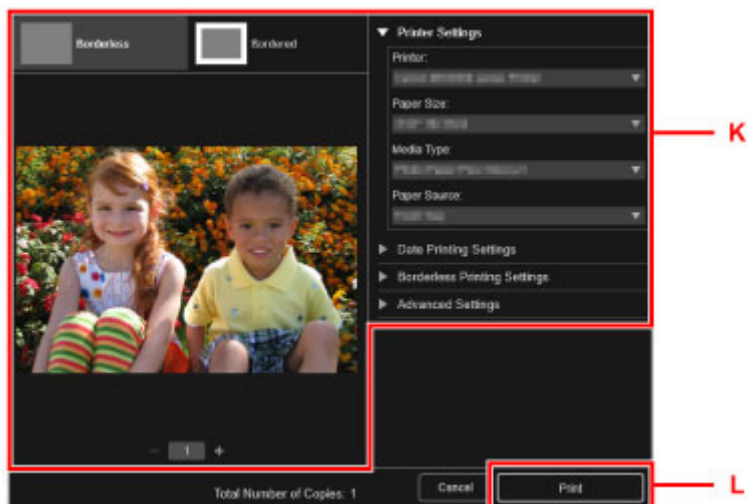 Borderless
Bordered
Printer Settings
Printer:
Paper Size:
Media Type:
Paper Source:
Date Printing Settings
Borderless Printing Settings
Advanced Settings
K
− 1 +
Total Number of Copies: 1
Cancel
Print
L